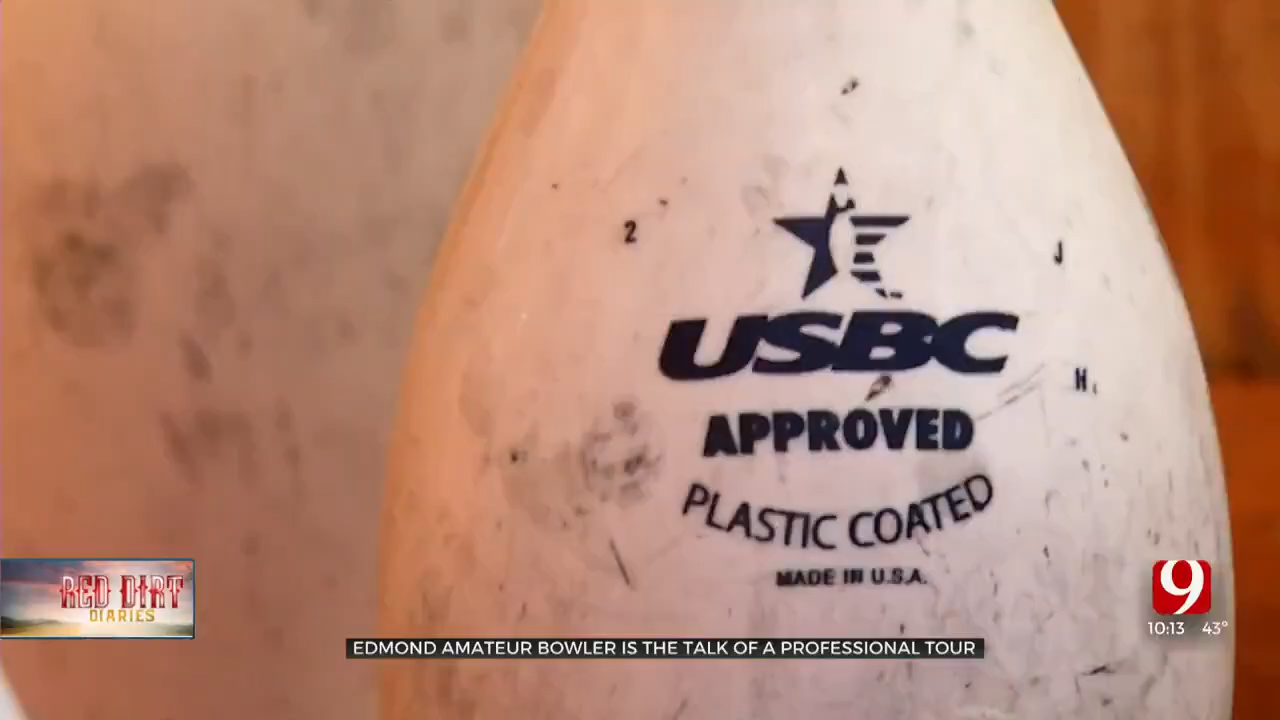 2
J
USBC
H.
APPROVED
PLASTIC COATED
MADE IN U.S.A.
RED DIRT
DIARIES
9
10:13 43°
EDMOND AMATEUR BOWLER IS THE TALK OF A PROFESSIONAL TOUR